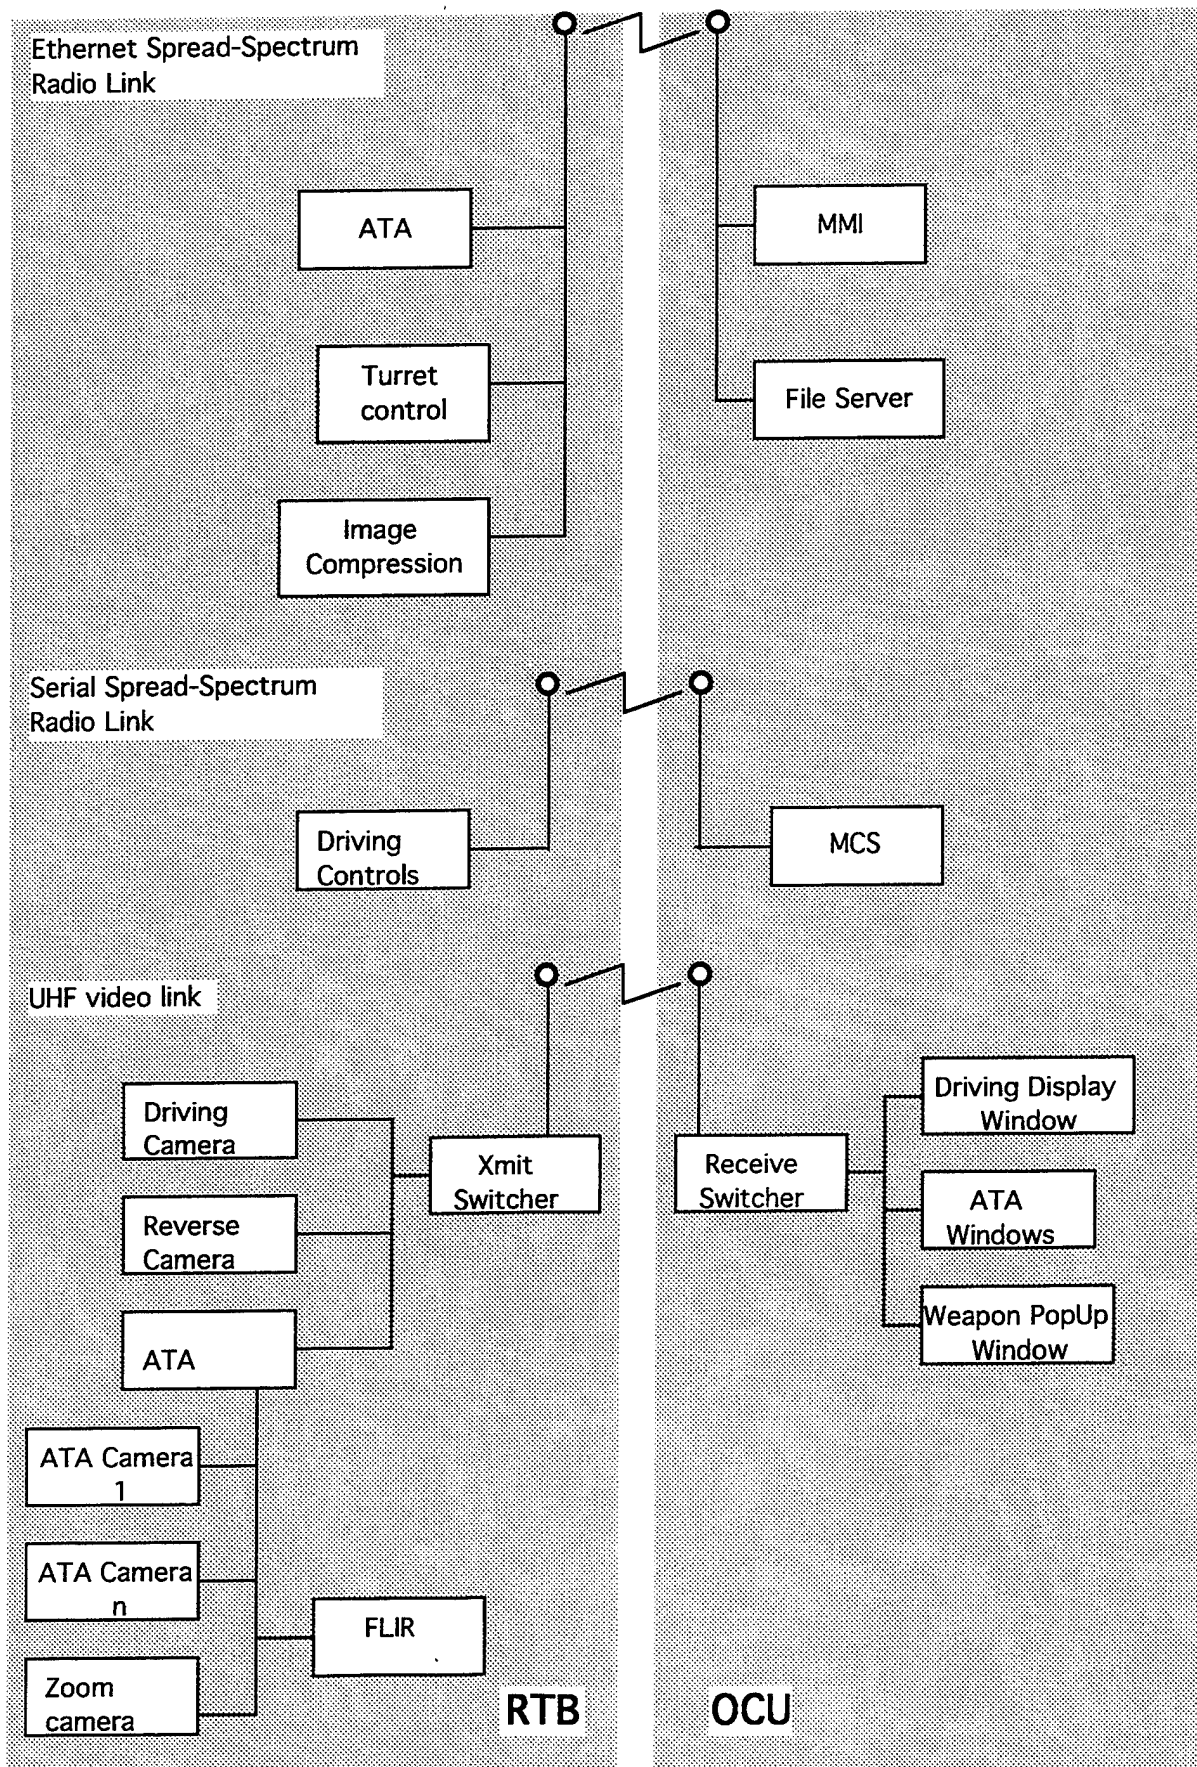 Ethernet Spread-Spectrum
Radio Link
ATA
MMI
Turret
control
File Server
Image
Compression
Serial Spread-Spectrum
Radio Link
Driving
Controls
MCS
UHF video link
Driving
Camera
Xmit
Switcher
Receive
Switcher
Driving Display
Window
Reverse
Camera
ATA
Windows
ATA
Weapon PopUp
Window
ATA Camera
1
ATA Camera
n
FLIR
Zoom
camera
RTB
OCU